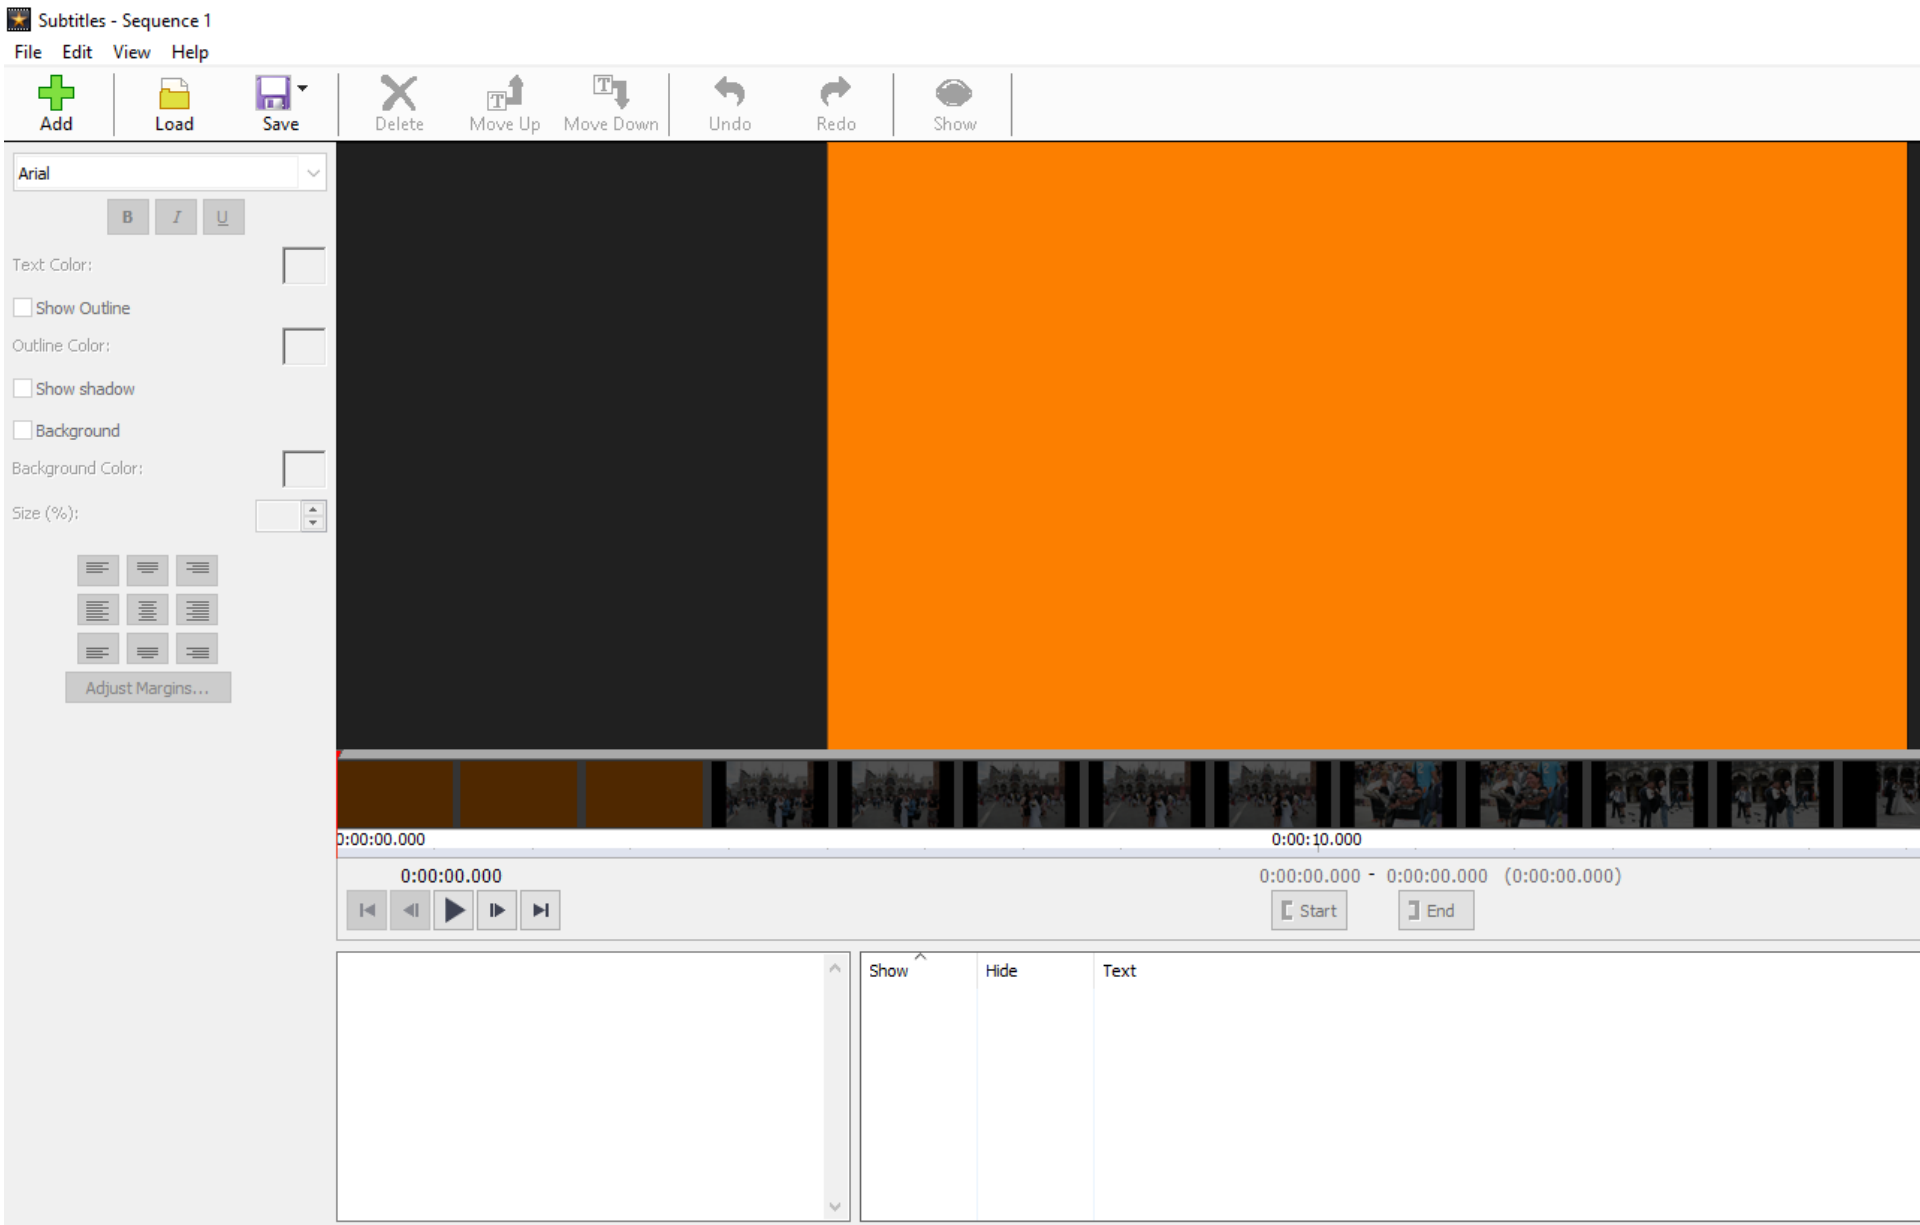 Subtitles - Sequence 1
File Edit View Help
Add Load Save Delete Move Up Move Down Undo Redo Show
Arial
B I U
Text Color:
Show Outline
Outline Color:
Show shadow
Background
Background Color:
Size (%):
Adjust Margins...
0:00:00.000 0:00:10.000
0:00:00.000 0:00:00.000 - 0:00:00.000 (0:00:00.000)
Start End
Show Hide Text